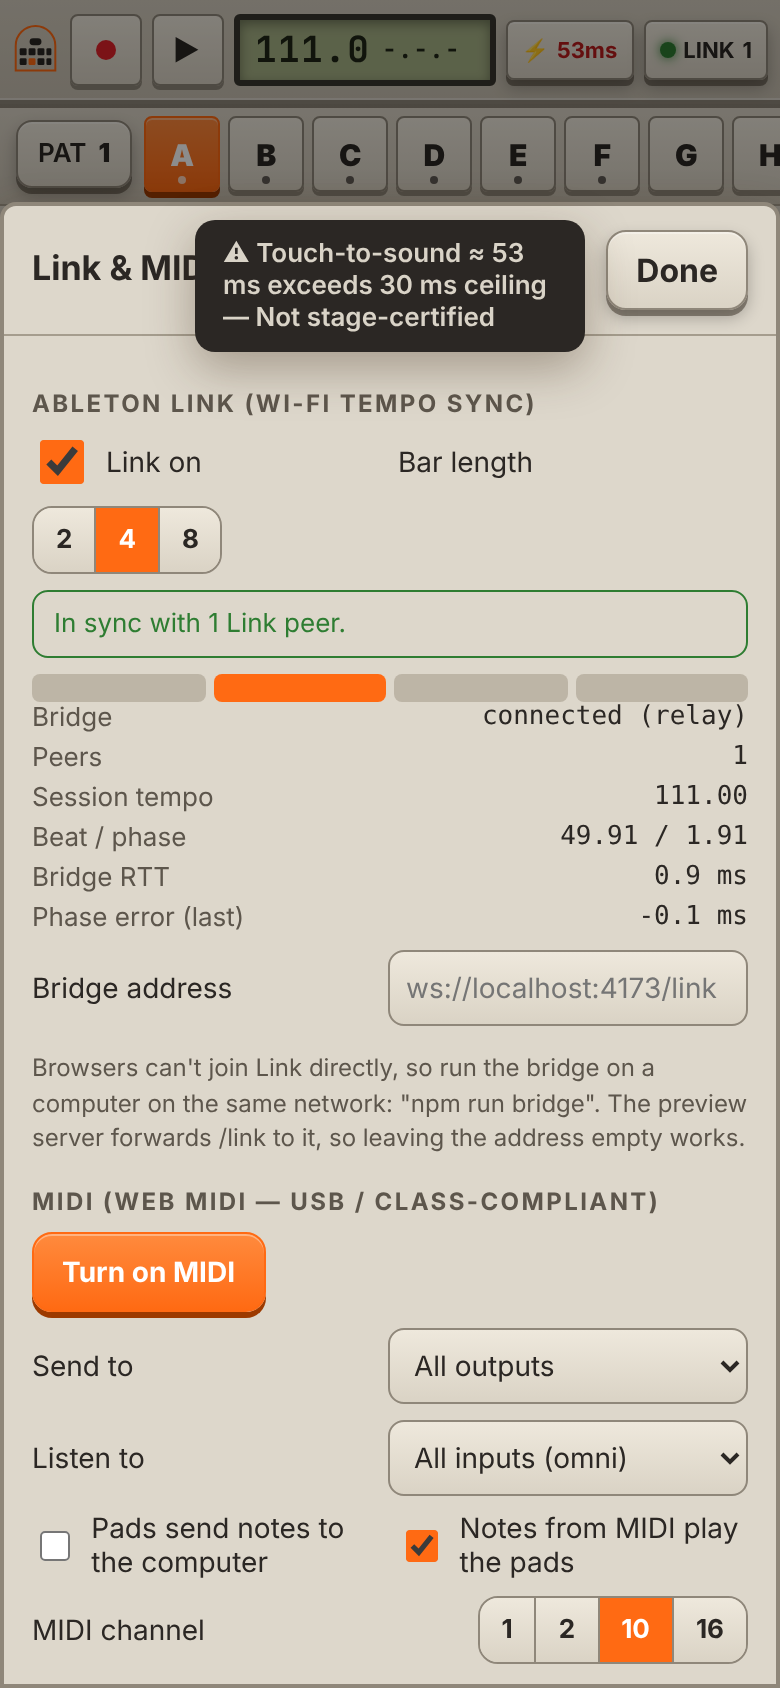 111.0 -.-.-
⚡ 53ms
LINK 1
PAT 1
A
B
C
D
E
F
G
H
Link & MID
⚠ Touch-to-sound ≈ 53
ms exceeds 30 ms ceiling
— Not stage-certified
Done
ABLETON LINK (WI-FI TEMPO SYNC)
Link on
Bar length
2 4 8
In sync with 1 Link peer.
Bridge connected (relay)
Peers 1
Session tempo 111.00
Beat / phase 49.91 / 1.91
Bridge RTT 0.9 ms
Phase error (last) -0.1 ms
Bridge address ws://localhost:4173/link
Browsers can't join Link directly, so run the bridge on a
computer on the same network: "npm run bridge". The preview
server forwards /link to it, so leaving the address empty works.
MIDI (WEB MIDI — USB / CLASS-COMPLIANT)
Turn on MIDI
Send to All outputs
Listen to All inputs (omni)
Pads send notes to
the computer
Notes from MIDI play
the pads
MIDI channel 1 2 10 16